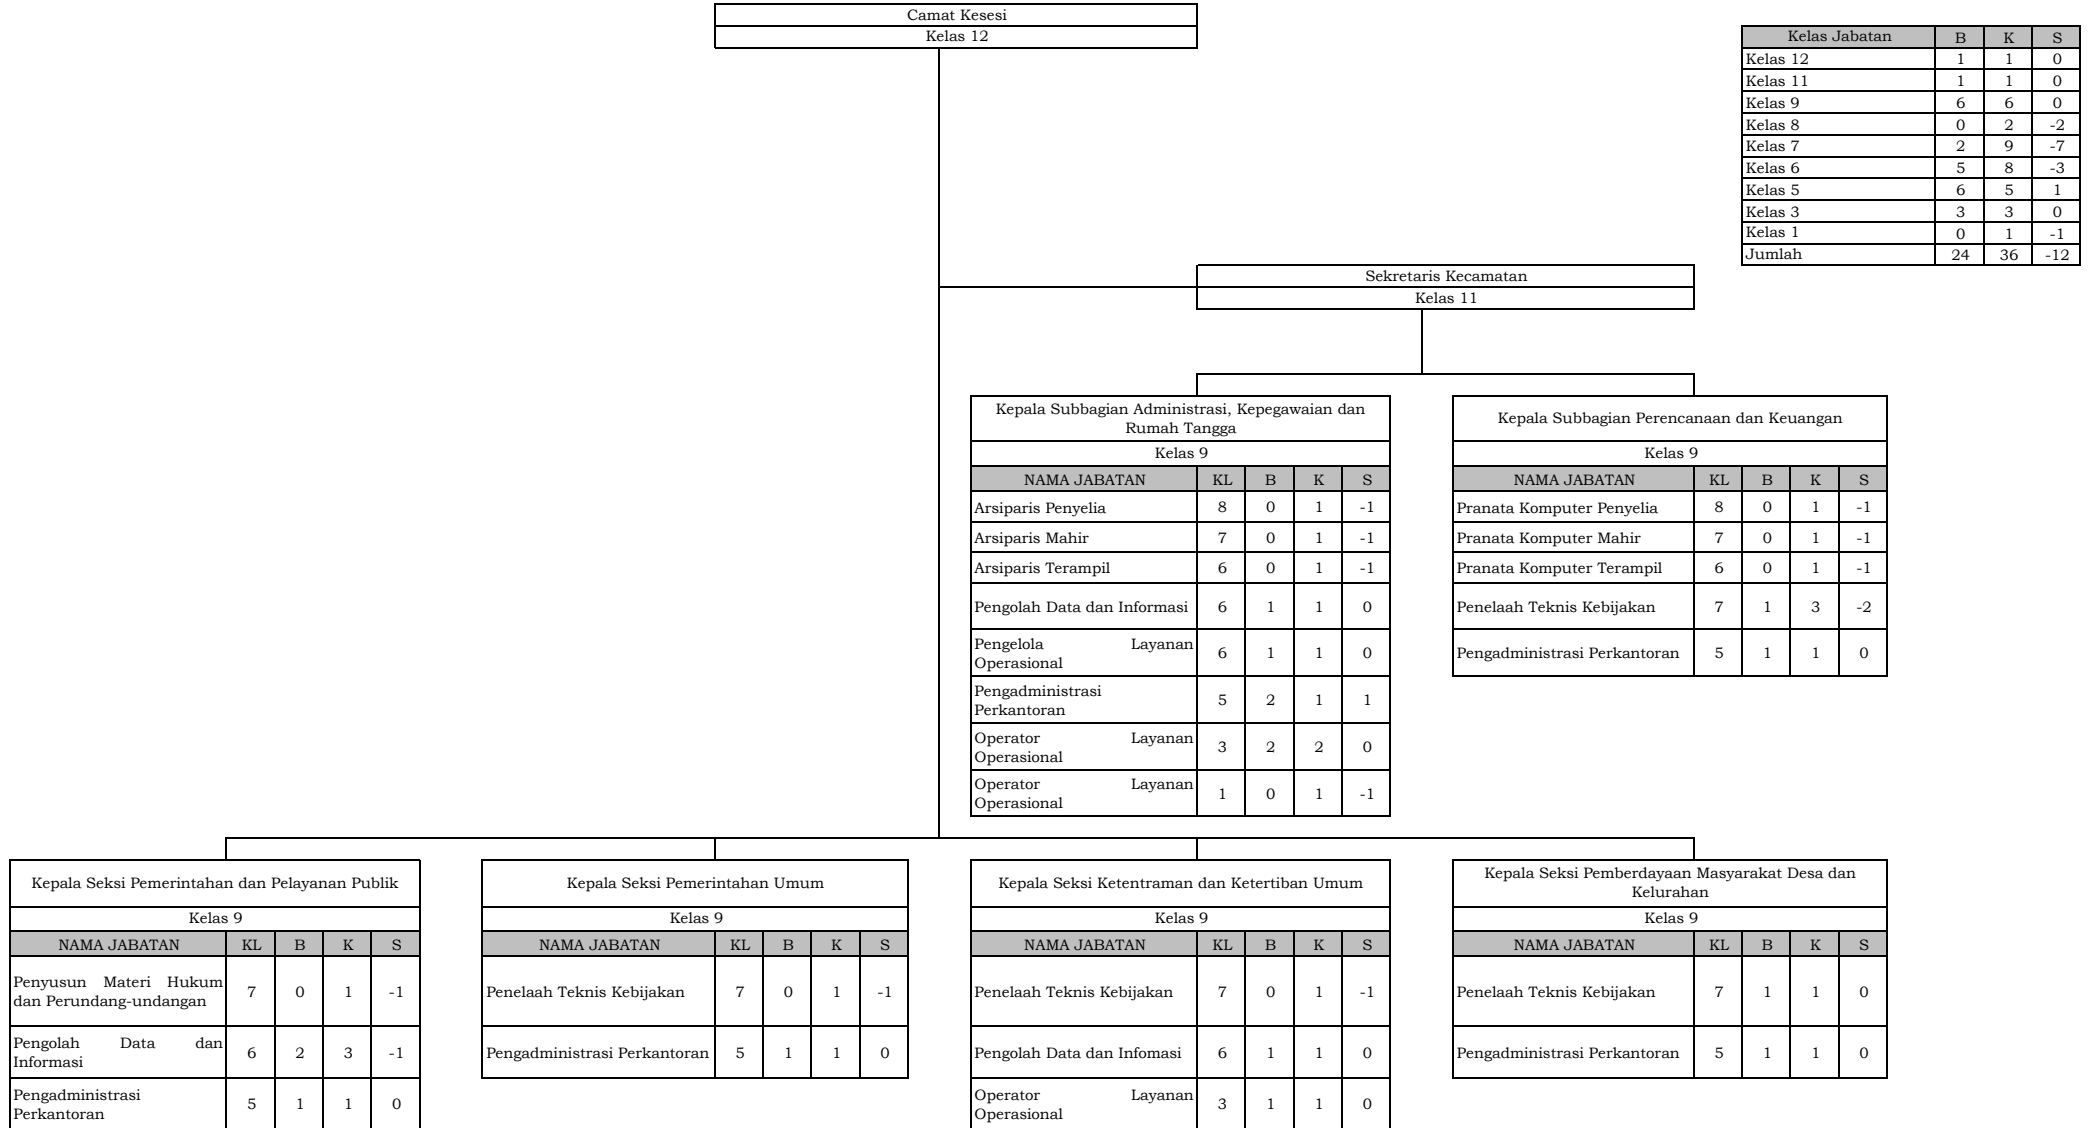 Camat Kesesi
Kelas 12
Kelas Jabatan B K S
Kelas 12 1 1 0
Kelas 11 1 1 0
Kelas 9 6 6 0
Kelas 8 0 2 -2
Kelas 7 2 9 -7
Kelas 6 5 8 -3
Kelas 5 6 5 1
Kelas 3 3 3 0
Kelas 1 0 1 -1
Jumlah 24 36 -12
Sekretaris Kecamatan
Kelas 11
Kepala Subbagian Administrasi, Kepegawaian dan
Rumah Tangga
Kelas 9
NAMA JABATAN KL B K S
Arsiparis Penyelia 8 0 1 -1
Arsiparis Mahir 7 0 1 -1
Arsiparis Terampil 6 0 1 -1
Pengolah Data dan Informasi 6 1 1 0
Pengelola Layanan
Operasional 6 1 1 0
Pengadministrasi
Perkantoran 5 2 1 1
Operator Layanan
Operasional 3 2 2 0
Operator Layanan
Operasional 1 0 1 -1
Kepala Subbagian Perencanaan dan Keuangan
Kelas 9
NAMA JABATAN KL B K S
Pranata Komputer Penyelia 8 0 1 -1
Pranata Komputer Mahir 7 0 1 -1
Pranata Komputer Terampil 6 0 1 -1
Penelaah Teknis Kebijakan 7 1 3 -2
Pengadministrasi Perkantoran 5 1 1 0
Kepala Seksi Pemerintahan dan Pelayanan Publik
Kelas 9
NAMA JABATAN KL B K S
Penyusun Materi Hukum
dan Perundang-undangan 7 0 1 -1
Pengolah Data dan
Informasi 6 2 3 -1
Pengadministrasi
Perkantoran 5 1 1 0
Kepala Seksi Pemerintahan Umum
Kelas 9
NAMA JABATAN KL B K S
Penelaah Teknis Kebijakan 7 0 1 -1
Pengadministrasi Perkantoran 5 1 1 0
Kepala Seksi Ketentraman dan Ketertiban Umum
Kelas 9
NAMA JABATAN KL B K S
Penelaah Teknis Kebijakan 7 0 1 -1
Pengolah Data dan Infomasi 6 1 1 0
Operator Layanan
Operasional 3 1 1 0
Kepala Seksi Pemberdayaan Masyarakat Desa dan
Kelurahan
Kelas 9
NAMA JABATAN KL B K S
Penelaah Teknis Kebijakan 7 1 1 0
Pengadministrasi Perkantoran 5 1 1 0